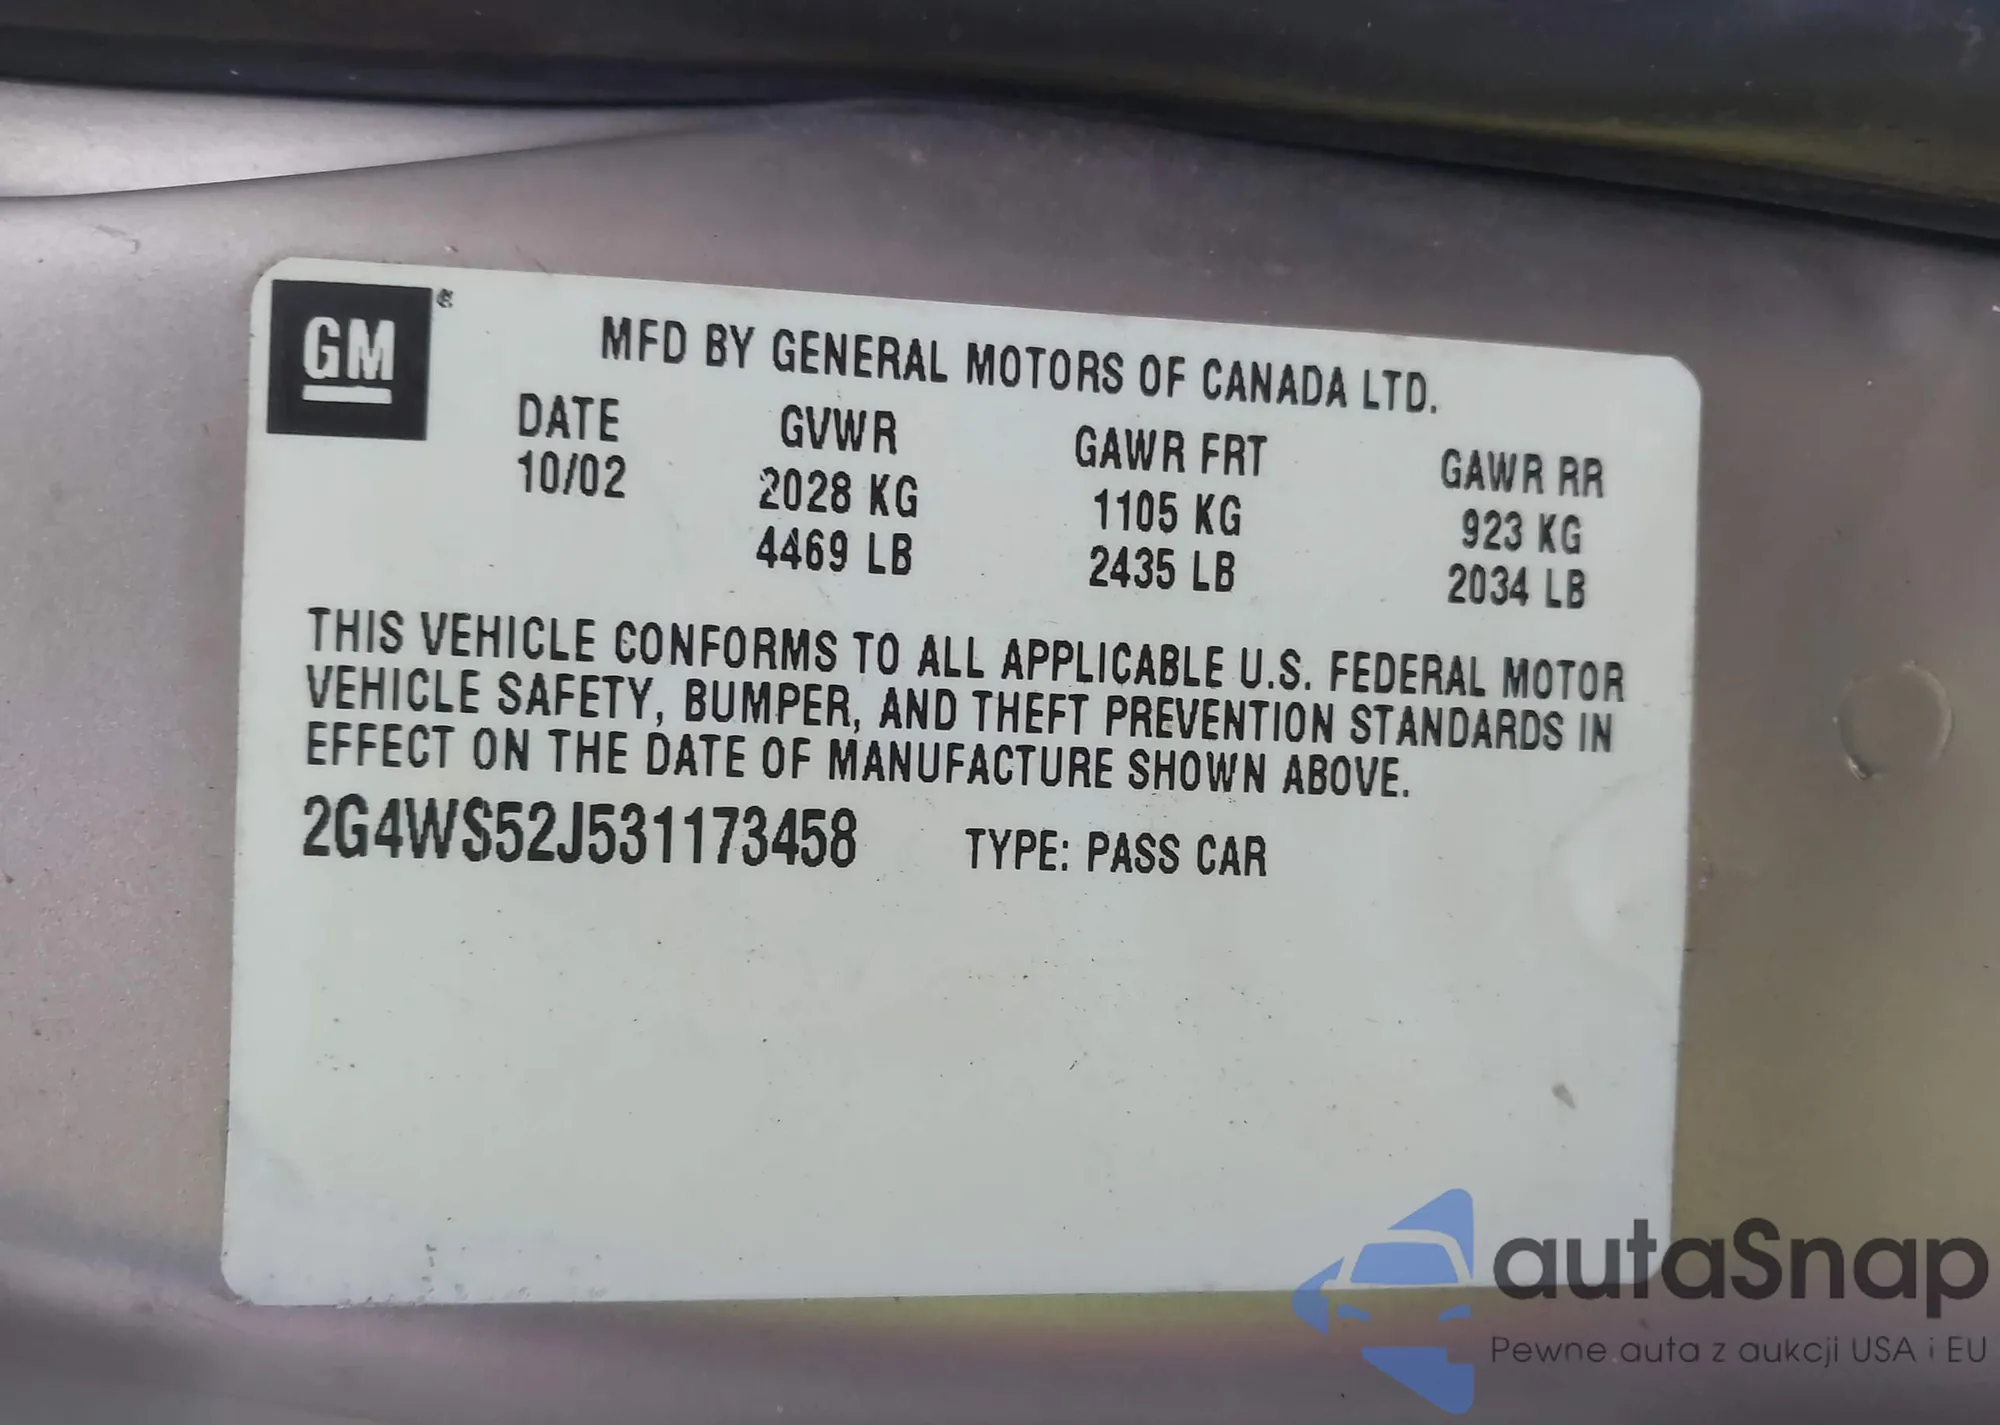 GM
MFD BY GENERAL MOTORS OF CANADA LTD.
DATE GVWR GAWR FRT GAWR RR
10/02 2028 KG 1105 KG 923 KG
4469 LB 2435 LB 2034 LB
THIS VEHICLE CONFORMS TO ALL APPLICABLE U.S. FEDERAL MOTOR
VEHICLE SAFETY, BUMPER, AND THEFT PREVENTION STANDARDS IN
EFFECT ON THE DATE OF MANUFACTURE SHOWN ABOVE.
2G4WS52J531173458 TYPE: PASS CAR
autaSnap
Pewne auta z aukcji USA i EU